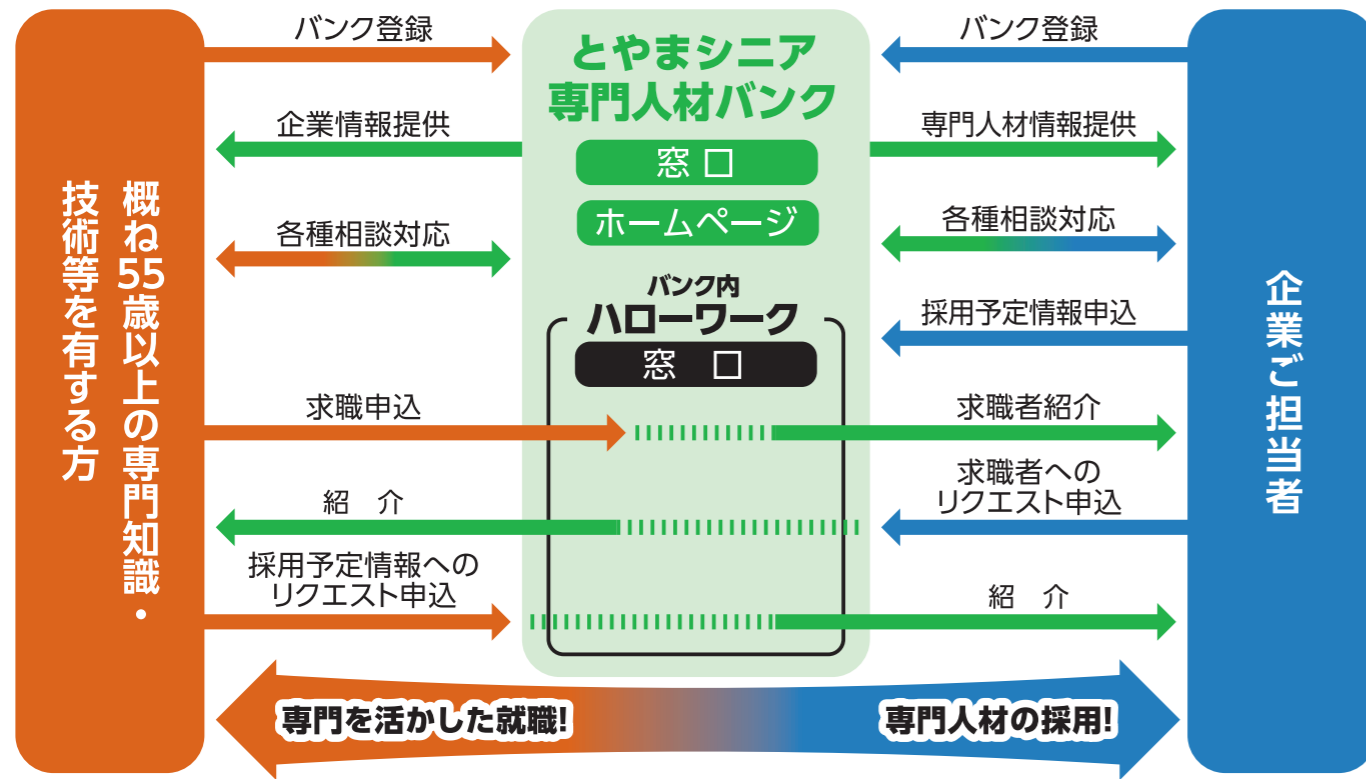 概ね55歳以上の専門知識・
技術等を有する方
バンク登録
企業情報提供
各種相談対応
求職申込
紹　介
採用予定情報への
リクエスト申込
とやまシニア
専門人材バンク
窓 口
ホームページ
バンク内
ハローワーク
窓　口
バンク登録
専門人材情報提供
各種相談対応
採用予定情報申込
求職者紹介
求職者への
リクエスト申込
紹　介
企業ご担当者
専門を活かした就職!
専門人材の採用!